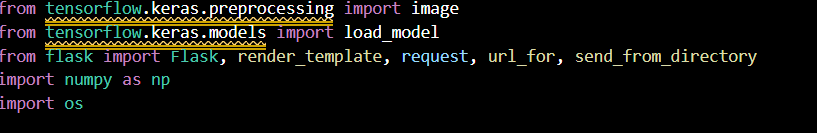 from tensorflow.keras.preprocessing import image
from tensorflow.keras.models import load_model
from flask import Flask, render_template, request, url_for, send_from_directory
import numpy as np
import os